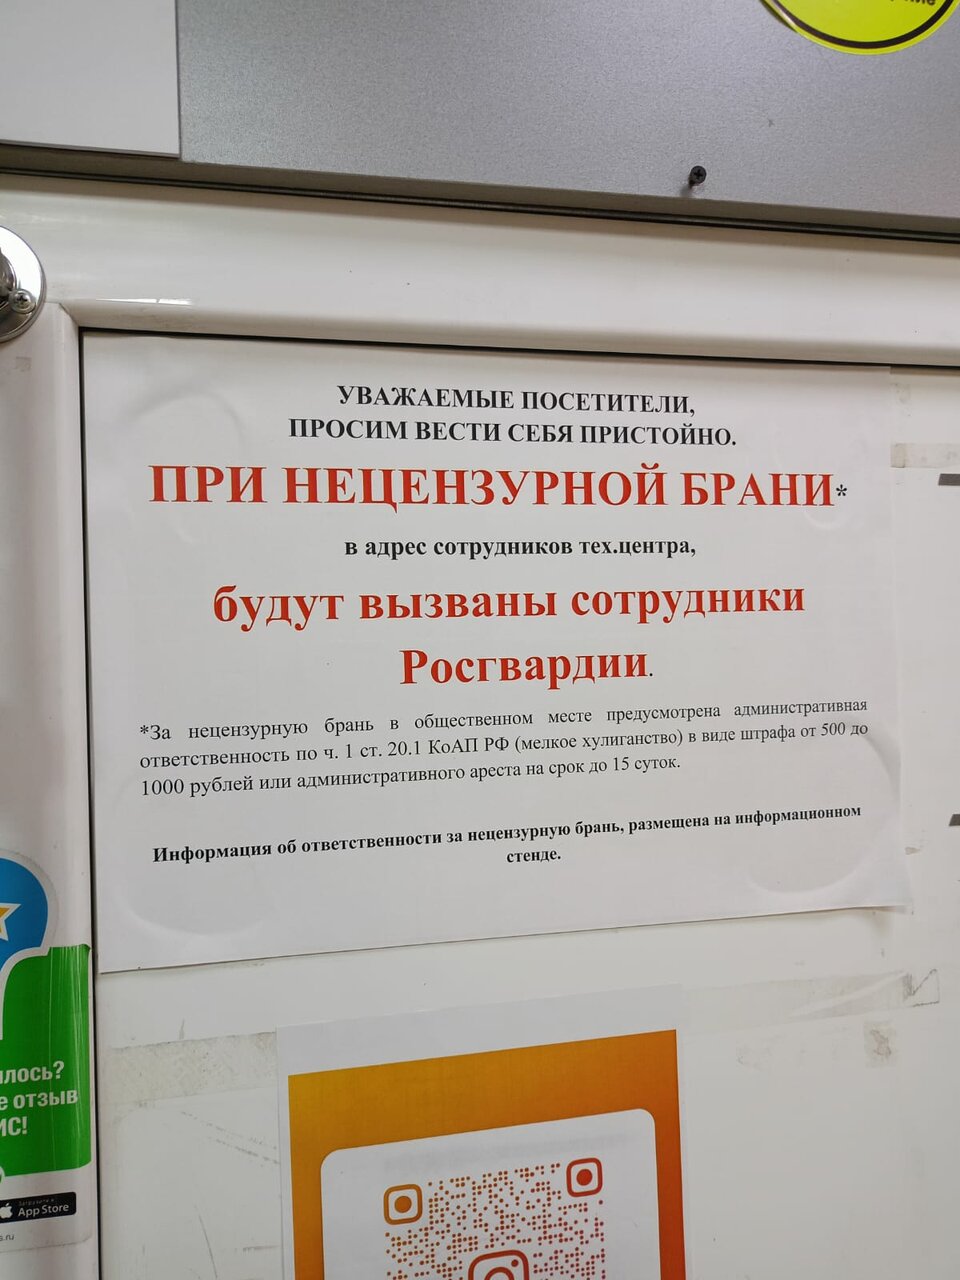 УВАЖАЕМЫЕ ПОСЕТИТЕЛИ,
ПРОСИМ ВЕСТИ СЕБЯ ПРИСТОЙНО.
ПРИ НЕЦЕНЗУРНОЙ БРАНИ*
в адрес сотрудников тех.центра,
будут вызваны сотрудники
Росгвардии.
*За нецензурную брань в общественном месте предусмотрена административная
ответственность по ч. 1 ст. 20.1 КоАП РФ (мелкое хулиганство) в виде штрафа от 500 до
1000 рублей или административного ареста на срок до 15 суток.
Информация об ответственности за нецензурную брань, размещена на информационном
стенде.
отзыв
Загрузите в
App Store